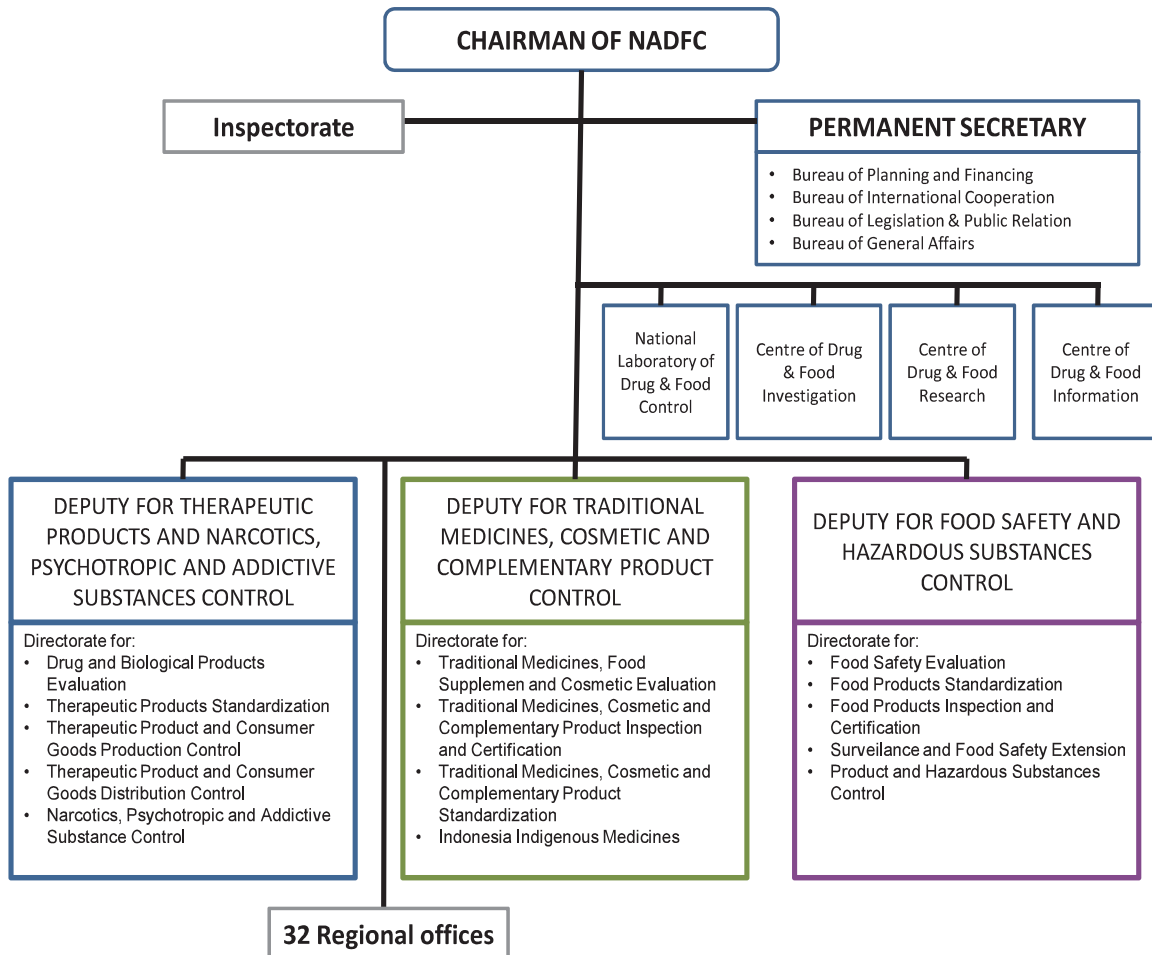 CHAIRMAN OF NADFC
Inspectorate
PERMANENT SECRETARY
• Bureau of Planning and Financing
• Bureau of International Cooperation
• Bureau of Legislation & Public Relation
• Bureau of General Affairs
National
Laboratory of
Drug & Food
Control
Centre of Drug
& Food
Investigation
Centre of
Drug & Food
Research
Centre of
Drug & Food
Information
DEPUTY FOR THERAPEUTIC
PRODUCTS AND NARCOTICS,
PSYCHOTROPIC AND ADDICTIVE
SUBSTANCES CONTROL
Directorate for:
• Drug and Biological Products
Evaluation
• Therapeutic Products Standardization
• Therapeutic Product and Consumer
Goods Production Control
• Therapeutic Product and Consumer
Goods Distribution Control
• Narcotics, Psychotropic and Addictive
Substance Control
DEPUTY FOR TRADITIONAL
MEDICINES, COSMETIC AND
COMPLEMENTARY PRODUCT
CONTROL
Directorate for:
• Traditional Medicines, Food
Supplemen and Cosmetic Evaluation
• Traditional Medicines, Cosmetic and
Complementary Product Inspection
and Certification
• Traditional Medicines, Cosmetic and
Complementary Product
Standardization
• Indonesia Indigenous Medicines
DEPUTY FOR FOOD SAFETY AND
HAZARDOUS SUBSTANCES
CONTROL
Directorate for:
• Food Safety Evaluation
• Food Products Standardization
• Food Products Inspection and
Certification
• Surveilance and Food Safety Extension
• Product and Hazardous Substances
Control
32 Regional offices